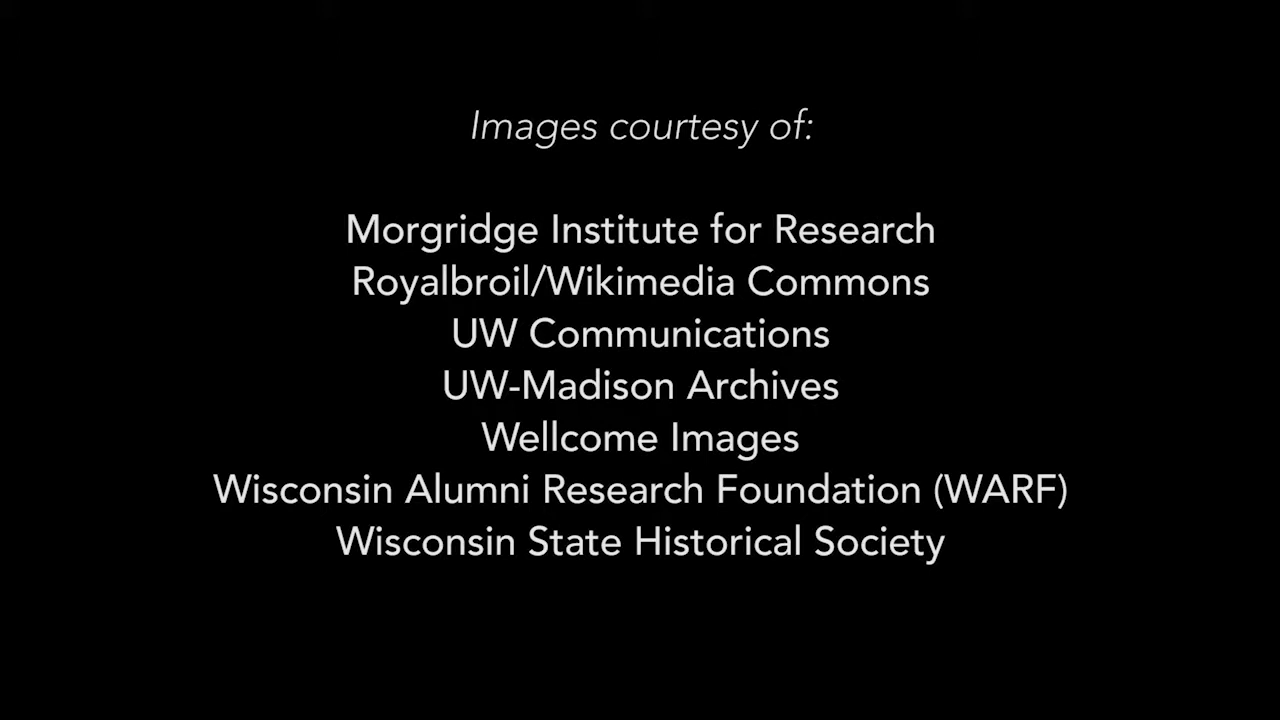 Images courtesy of:
Morgridge Institute for Research
Royalbroil/Wikimedia Commons
UW Communications
UW-Madison Archives
Wellcome Images
Wisconsin Alumni Research Foundation (WARF)
Wisconsin State Historical Society